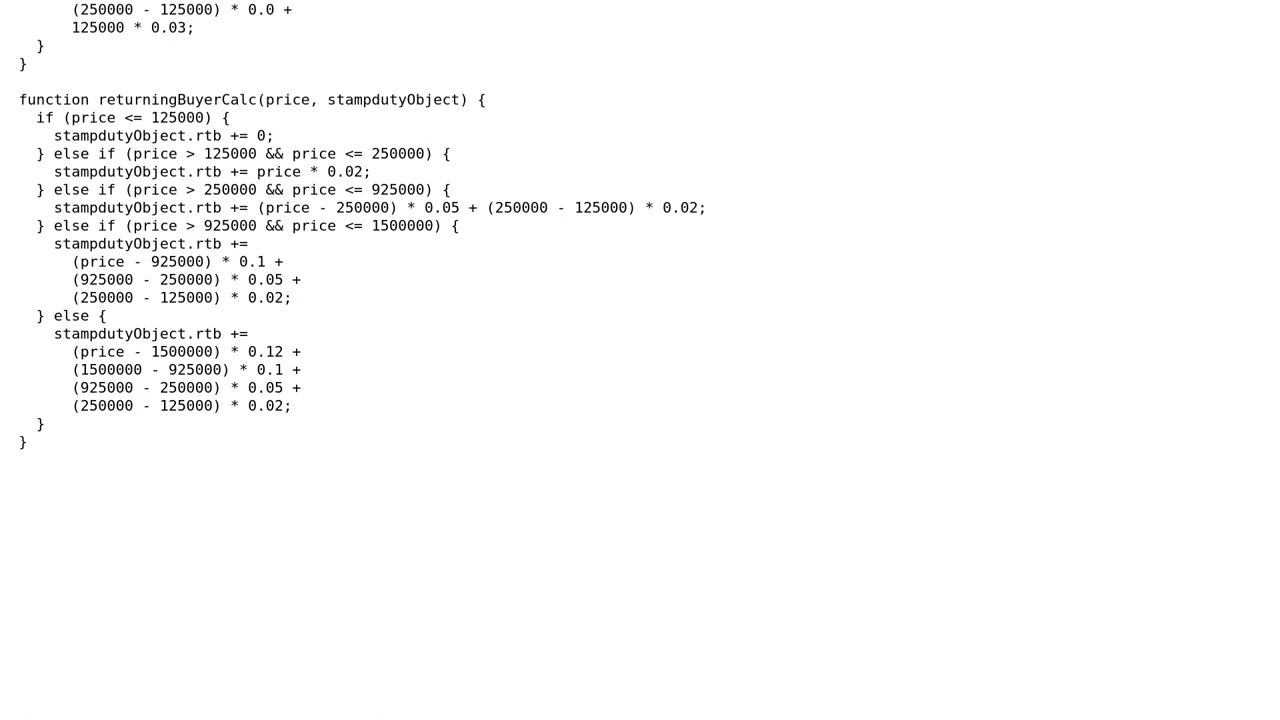 (250000 - 125000) * 0.0 +
125000 * 0.03;
}
}
function returningBuyerCalc(price, stampdutyObject) {
if (price <= 125000) {
stampdutyObject.rtb += 0;
} else if (price > 125000 && price <= 250000) {
stampdutyObject.rtb += price * 0.02;
} else if (price > 250000 && price <= 925000) {
stampdutyObject.rtb += (price - 250000) * 0.05 + (250000 - 125000) * 0.02;
} else if (price > 925000 && price <= 1500000) {
stampdutyObject.rtb +=
(price - 925000) * 0.1 +
(925000 - 250000) * 0.05 +
(250000 - 125000) * 0.02;
} else {
stampdutyObject.rtb +=
(price - 1500000) * 0.12 +
(1500000 - 925000) * 0.1 +
(925000 - 250000) * 0.05 +
(250000 - 125000) * 0.02;
}
}